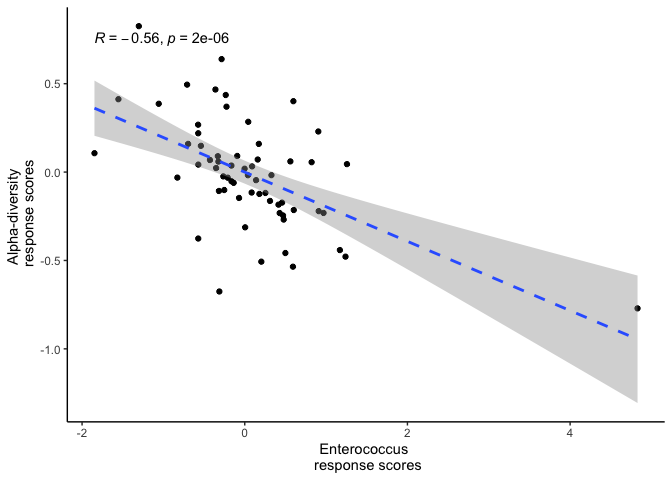 R = −0.56, p = 2e-06
0.5
0.0
-0.5
-1.0
Alpha-diversity
response scores
-2
0
2
4
Enterococcus
response scores